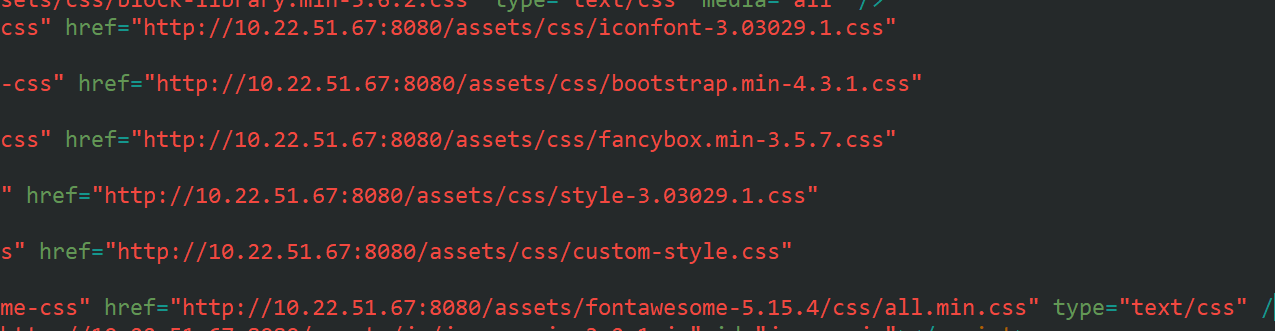 sets/css/block-library.min-5.6.2.css" type="text/css" media="all" />
css" href="http://10.22.51.67:8080/assets/css/iconfont-3.03029.1.css"
-css" href="http://10.22.51.67:8080/assets/css/bootstrap.min-4.3.1.css"
css" href="http://10.22.51.67:8080/assets/css/fancybox.min-3.5.7.css"
" href="http://10.22.51.67:8080/assets/css/style-3.03029.1.css"
s" href="http://10.22.51.67:8080/assets/css/custom-style.css"
me-css" href="http://10.22.51.67:8080/assets/fontawesome-5.15.4/css/all.min.css" type="text/css" /